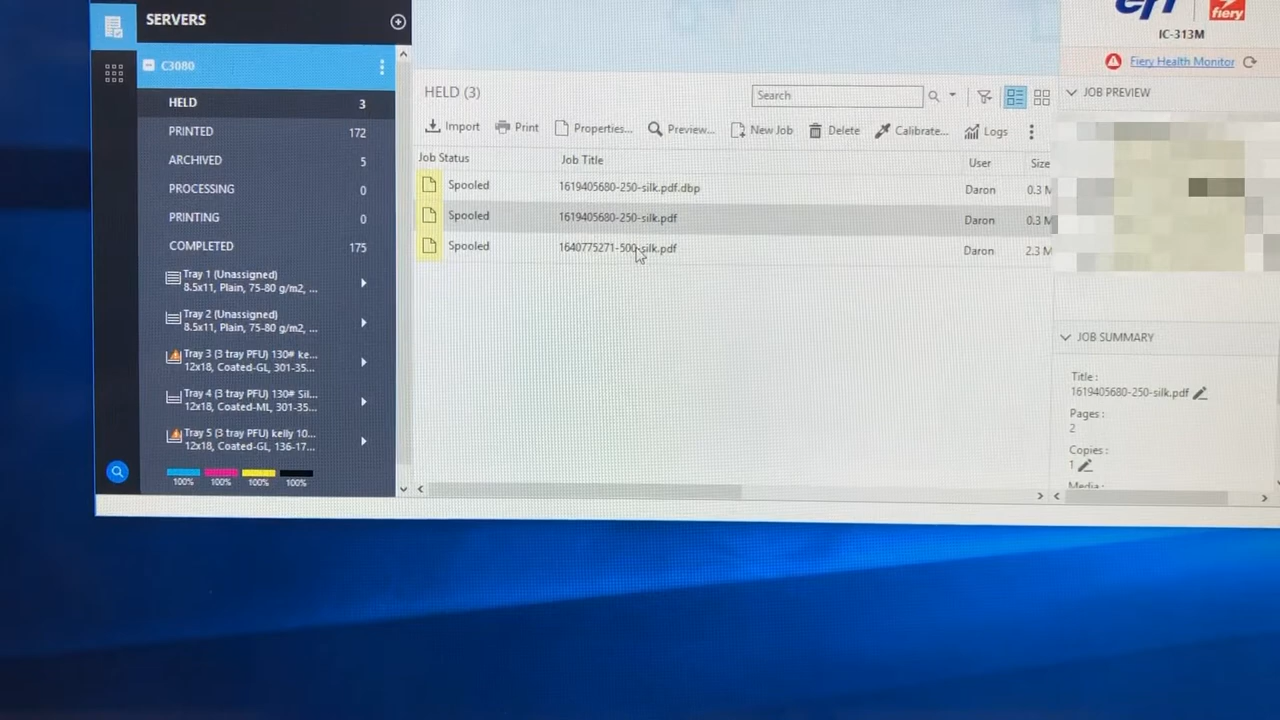 SERVERS
C3080
HELD 3
PRINTED 172
ARCHIVED 5
PROCESSING 0
PRINTING 0
COMPLETED 175
Tray 1 (Unassigned)
8.5x11, Plain, 75-80 g/m2, ...
Tray 2 (Unassigned)
8.5x11, Plain, 75-80 g/m2, ...
Tray 3 (3 tray PFU) 130# ke...
12x18, Coated-GL, 301-35...
Tray 4 (3 tray PFU) 130# Sil...
12x18, Coated-ML, 301-35...
Tray 5 (3 tray PFU) kelly 10...
12x18, Coated-GL, 136-17...
100% 100% 100% 100%
HELD (3)
Search
Import Print Properties... Preview... New Job Delete Calibrate... Logs
Job Status Job Title User Size
Spooled 1619405680-250-silk.pdf.dbp Daron 0.3 M
Spooled 1619405680-250-silk.pdf Daron 0.3 M
Spooled 1640775271-500-silk.pdf Daron 2.3 M
efi fiery
IC-313M
Fiery Health Monitor
JOB PREVIEW
JOB SUMMARY
Title :
1619405680-250-silk.pdf
Pages :
2
Copies :
1
Media :